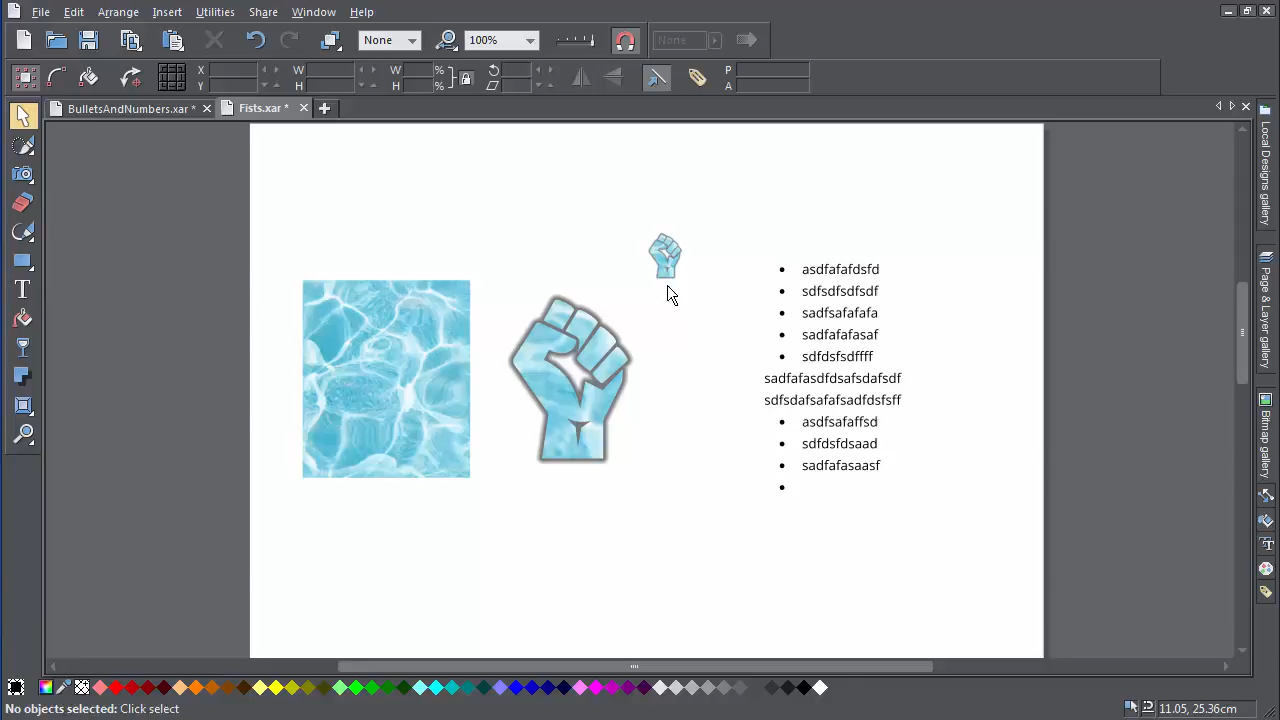 File Edit Arrange Insert Utilities Share Window Help
None 100% None
X W W % P
Y H H % A
BulletsAndNumbers.xar * Fists.xar *
Local Designs gallery
Page & Layer gallery
Bitmap gallery
• asdfafafdsfd
• sdfsdfsdfsdf
• sadfsafafafa
• sadfafafasaf
• sdfdsfsdffff
sadfafasdfdsafsdafsdf
sdfsdafsafafsadfdsfsff
• asdfsafaffsd
• sdfdsfdsaad
• sadfafasaasf
•
No objects selected: Click select 11.05, 25.36cm